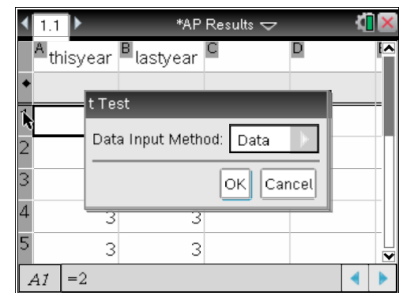 1.1 *AP Results
A thisyear B lastyear C D
t Test
1
Data Input Method: Data
2
3
OK Cancel
4 3 3
5 3 3
A1 =2